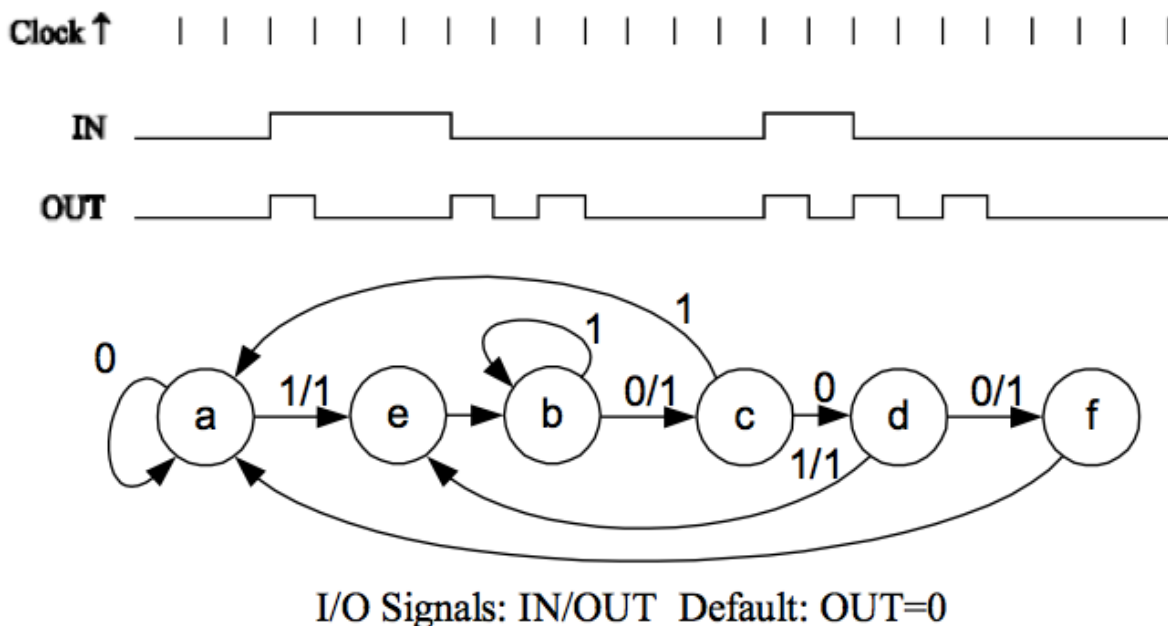 Clock ↑
IN
OUT
1
0
1
0
1/1
0/1
0/1
a
e
b
c
d
f
1/1
I/O Signals: IN/OUT Default: OUT=0